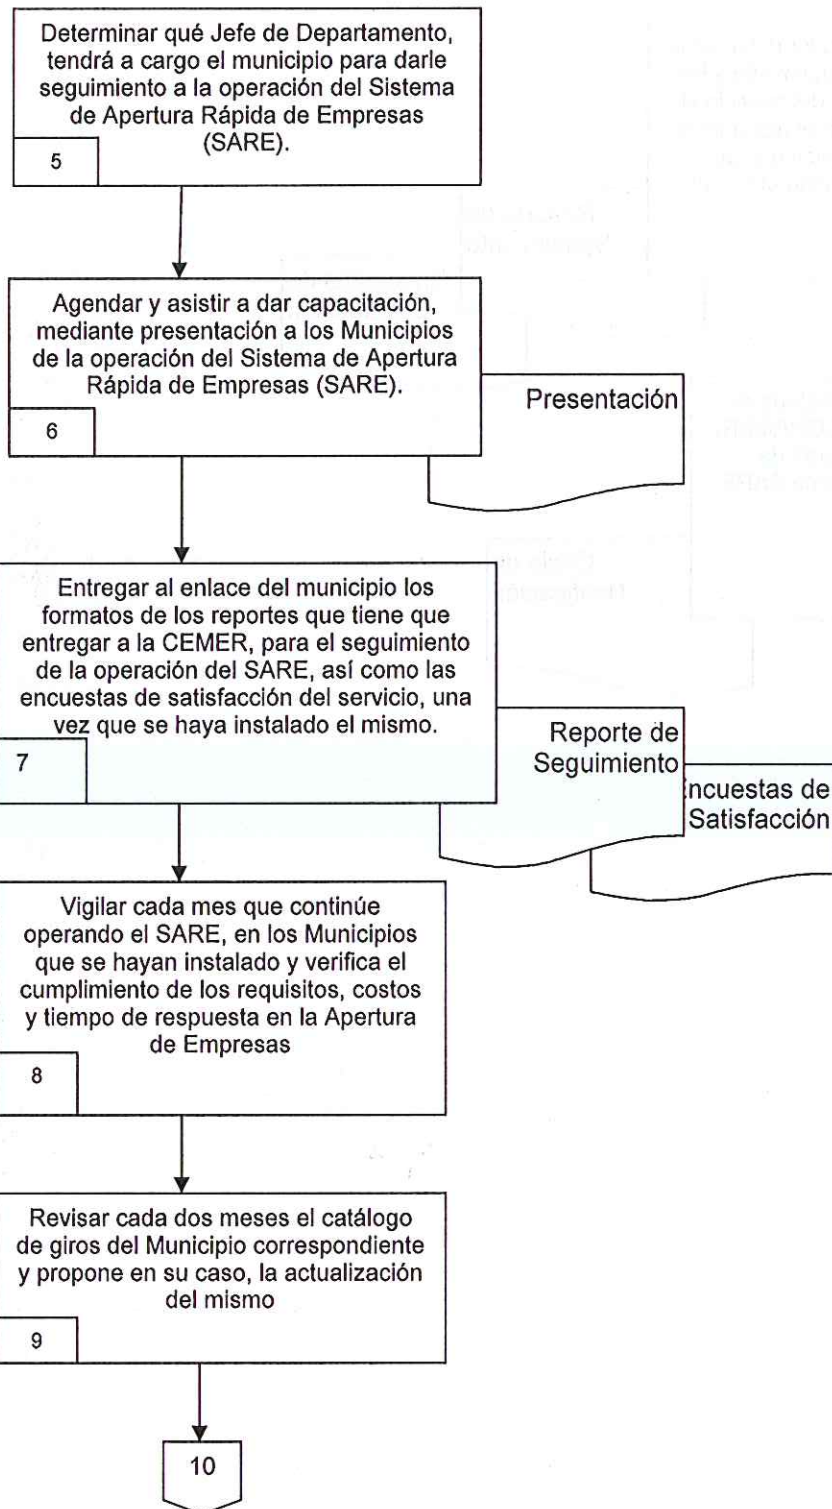 Determinar qué Jefe de Departamento,
tendrá a cargo el municipio para darle
seguimiento a la operación del Sistema
de Apertura Rápida de Empresas
(SARE).
5
Agendar y asistir a dar capacitación,
mediante presentación a los Municipios
de la operación del Sistema de Apertura
Rápida de Empresas (SARE).
6
Presentación
Entregar al enlace del municipio los
formatos de los reportes que tiene que
entregar a la CEMER, para el seguimiento
de la operación del SARE, así como las
encuestas de satisfacción del servicio, una
vez que se haya instalado el mismo.
7
Reporte de
Seguimiento
ncuestas de
Satisfacción
Vigilar cada mes que continúe
operando el SARE, en los Municipios
que se hayan instalado y verifica el
cumplimiento de los requisitos, costos
y tiempo de respuesta en la Apertura
de Empresas
8
Revisar cada dos meses el catálogo
de giros del Municipio correspondiente
y propone en su caso, la actualización
del mismo
9
10